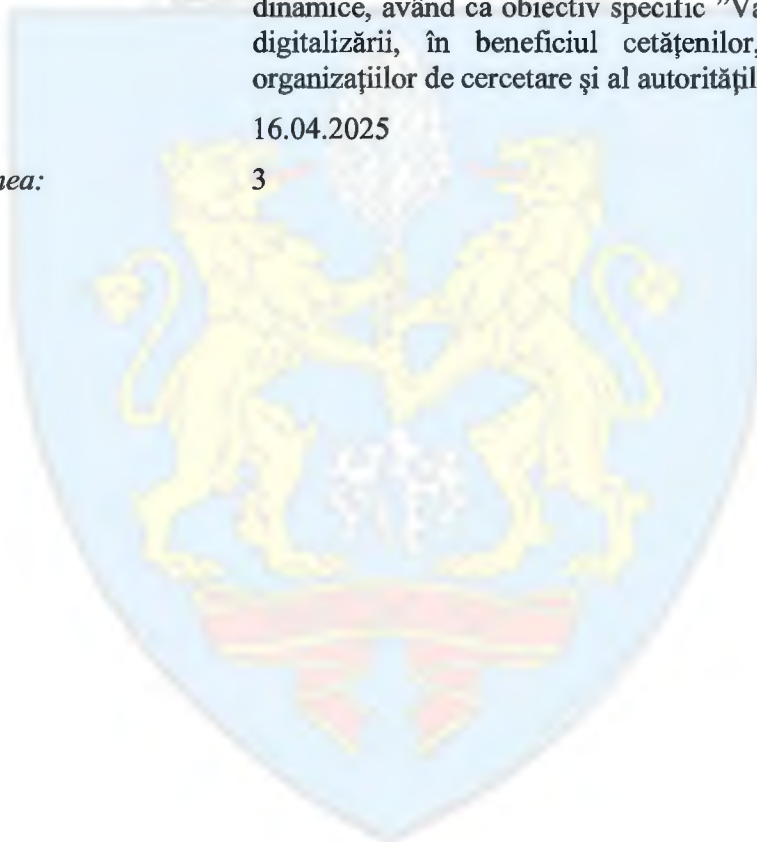 dinamice, având ca obiectiv specific ”Va
digitalizării, în beneficiul cetăţenilor,
organizaţiilor de cercetare şi al autorităţil
16.04.2025
nea: 3